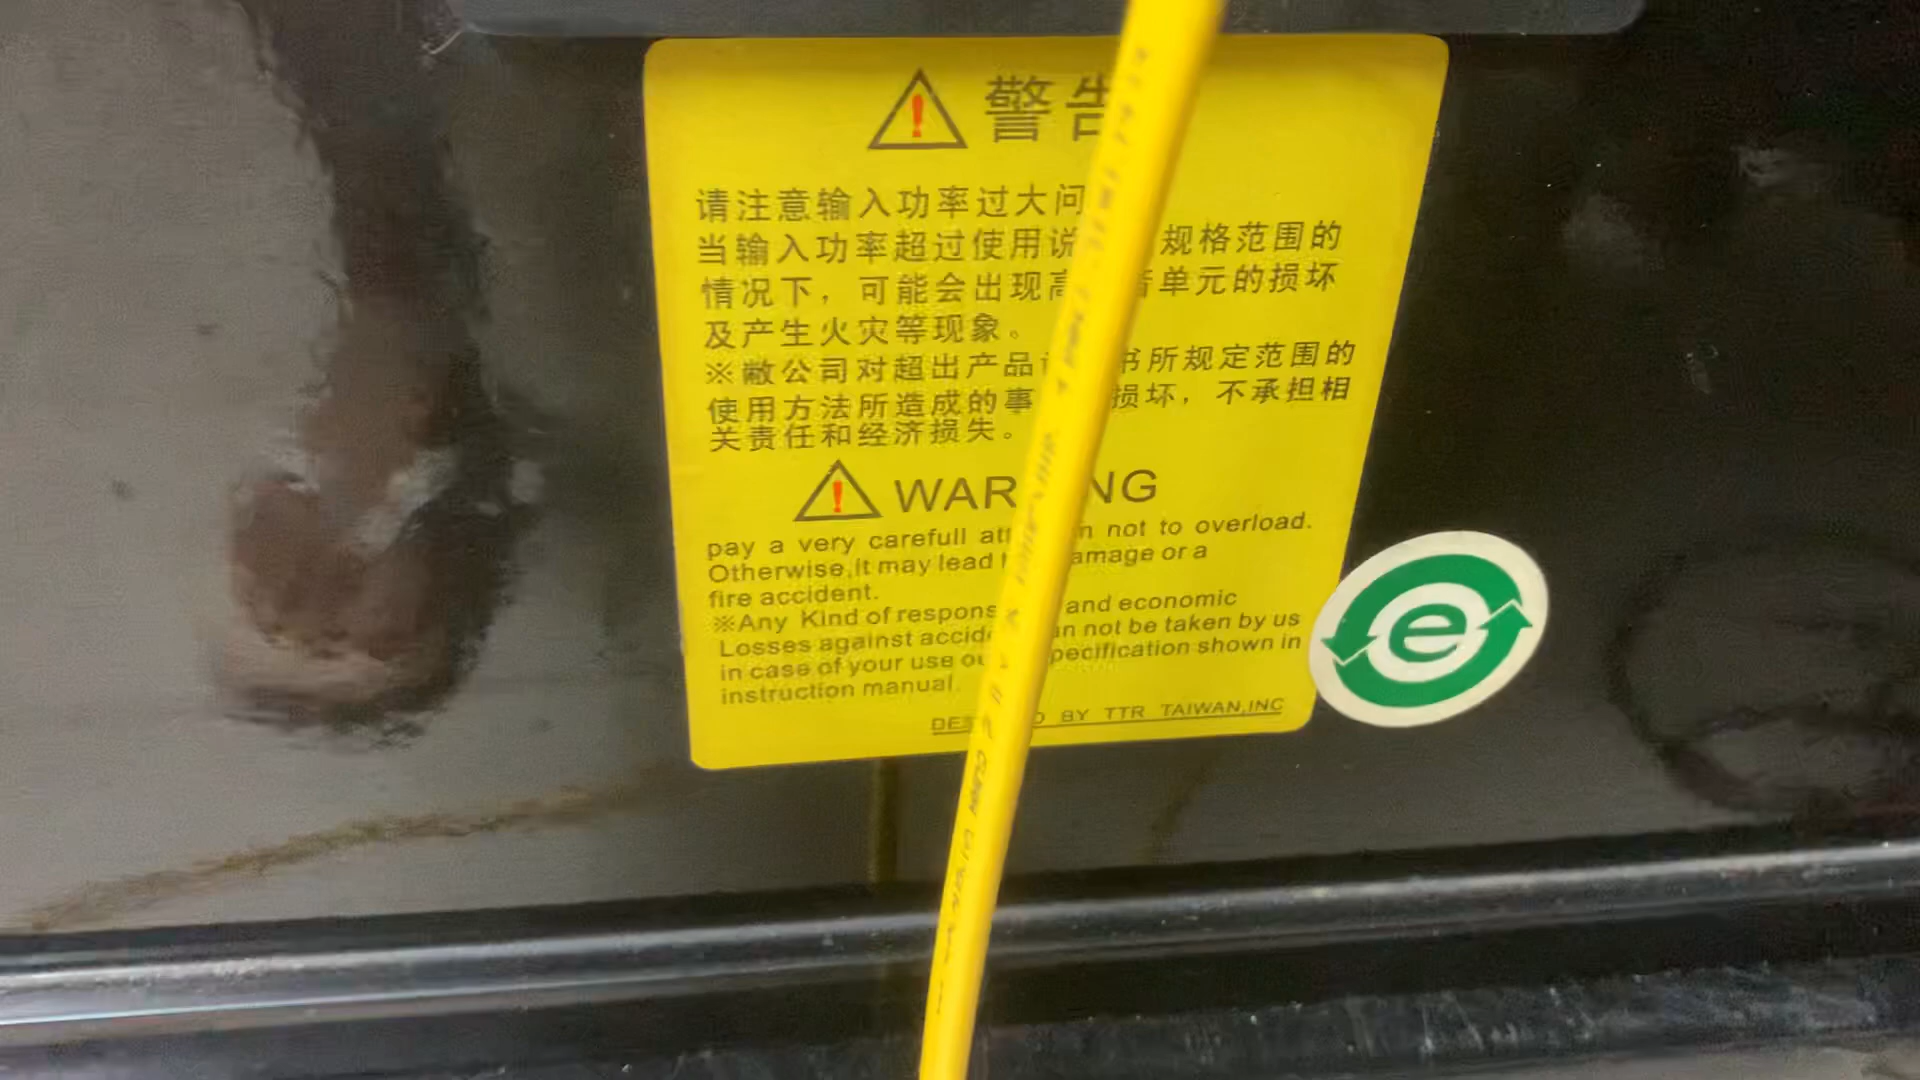 警告
请注意输入功率过大问
当输入功率超过使用说 规格范围的
情况下，可能会出现高 音单元的损坏
及产生火灾等现象。
※敝公司对超出产品 书所规定范围的
使用方法所造成的事 损坏，不承担相
关责任和经济损失。
WAR NG
pay a very carefull att n not to overload.
Otherwise,It may lead amage or a
fire accident.
※Any Kind of respons and economic
Losses against accide an not be taken by us
in case of your use ou pecification shown in
instruction manual.
DES D BY TTR TAIWAN,INC
e